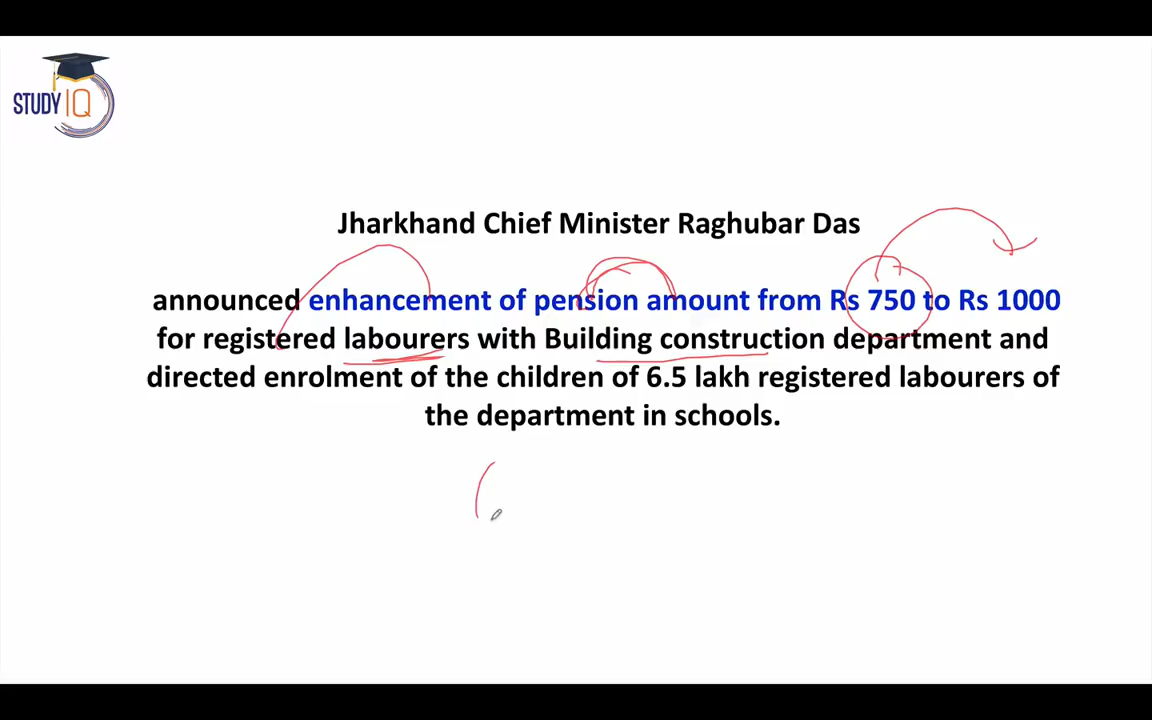 STUDY IQ
Jharkhand Chief Minister Raghubar Das
announced enhancement of pension amount from Rs 750 to Rs 1000
for registered labourers with Building construction department and
directed enrolment of the children of 6.5 lakh registered labourers of
the department in schools.